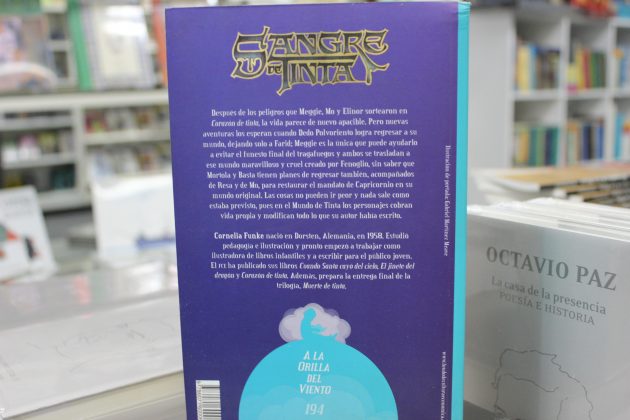 SANGRE
DE TINTA
Después de los peligros que Meggie, Mo y Elinor sortearon en
Corazón de tinta, la vida parece de nuevo apacible. Pero nuevas
aventuras los esperan cuando Dedo Polvoriento logra regresar a su
mundo, dejando solo a Farid; Meggie es la única que puede ayudarlo
a evitar el funesto final del tragafuegos y ambos se trasladan a
ese mundo maravilloso y cruel creado por Fenoglio, sin saber que
Mortola y Basta tienen planes de regresar también, acompañados
de Resa y de Mo, para restaurar el mandato de Capricornio en su
mundo original. Las cosas no pueden ir peor y nada sale como
estaba previsto, pues en el Mundo de Tinta los personajes cobran
vida propia y modifican todo lo que su autor había escrito.
Cornelia Funke nació en Dorsten, Alemania, en 1958. Estudió
pedagogía e ilustración y pronto empezó a trabajar como
ilustradora de libros infantiles y a escribir para el público joven.
El FCE ha publicado sus libros Cuando Santa cayó del cielo, El jinete del
dragón y Corazón de tinta. Además, prepara la entrega final de la
trilogía, Muerte de tinta.
A LA
ORILLA
DEL
VIENTO
194
Ilustración de portada: Gabriel Martínez Meave
OCTAVIO PAZ
La casa de la presencia
POESÍA E HISTORIA